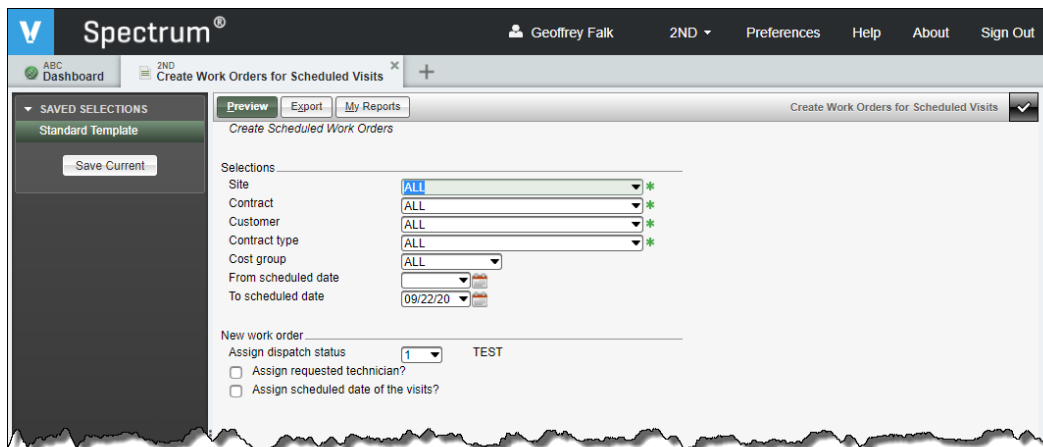 Spectrum®
Geoffrey Falk
2ND
Preferences
Help
About
Sign Out
ABC
Dashboard
2ND
Create Work Orders for Scheduled Visits
SAVED SELECTIONS
Standard Template
Save Current
Preview
Export
My Reports
Create Work Orders for Scheduled Visits
Create Scheduled Work Orders
Selections
Site ALL
Contract ALL
Customer ALL
Contract type ALL
Cost group ALL
From scheduled date
To scheduled date 09/22/20
New work order
Assign dispatch status 1 TEST
Assign requested technician?
Assign scheduled date of the visits?